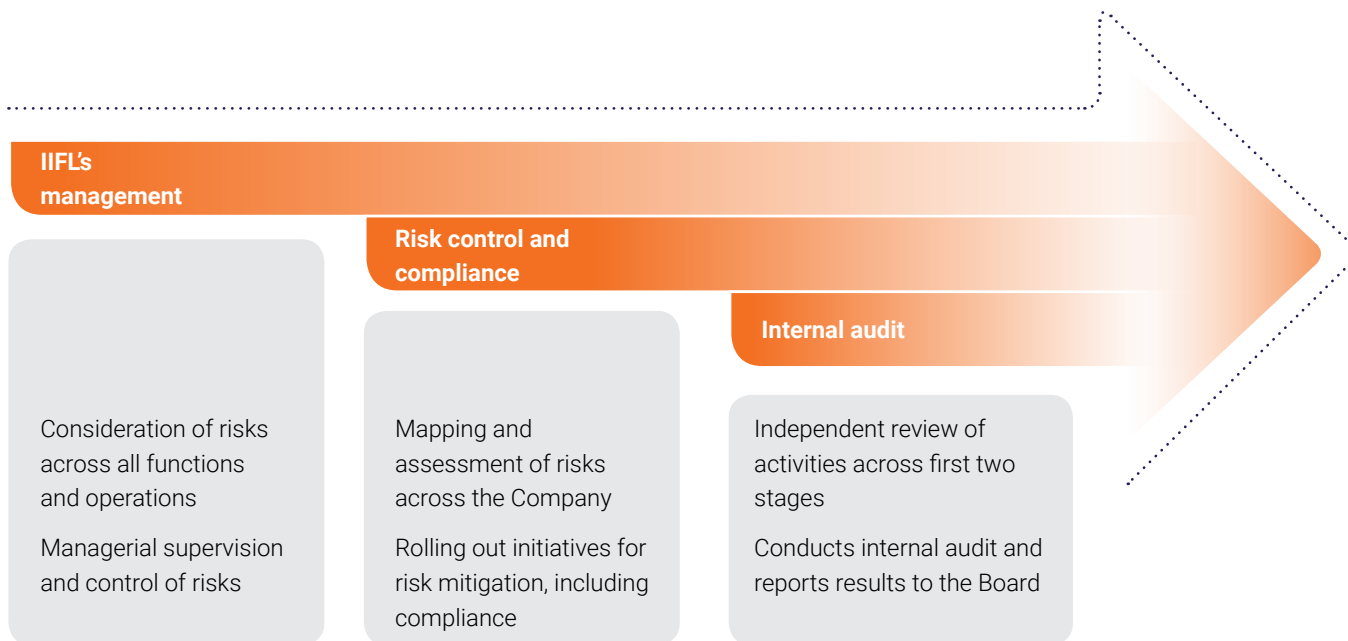 IIFL's
management
Risk control and
compliance
Internal audit
Consideration of risks
across all functions
and operations
Managerial supervision
and control of risks
Mapping and
assessment of risks
across the Company
Rolling out initiatives for
risk mitigation, including
compliance
Independent review of
activities across first two
stages
Conducts internal audit and
reports results to the Board